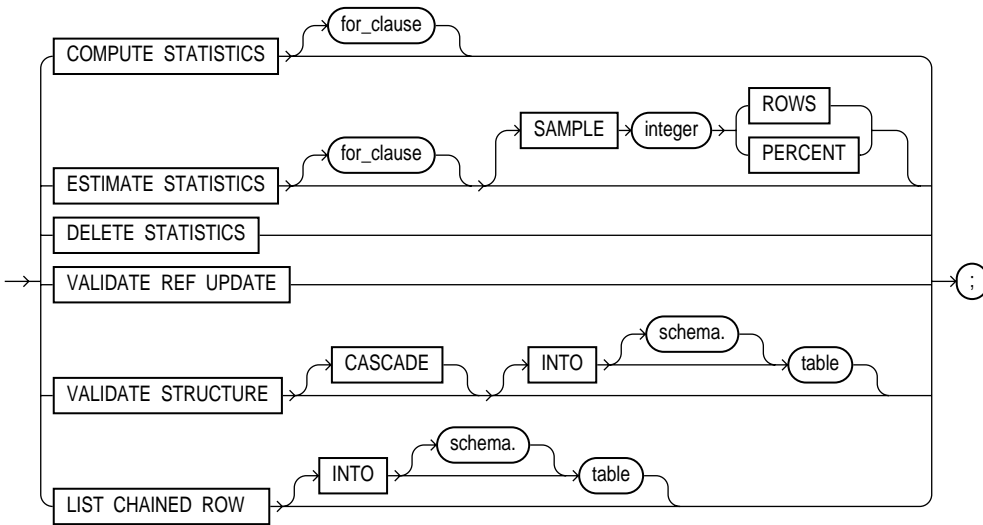 for_clause
COMPUTE STATISTICS
ROWS
SAMPLE integer
for_clause PERCENT
ESTIMATE STATISTICS
DELETE STATISTICS
VALIDATE REF UPDATE
;
schema.
CASCADE INTO table
VALIDATE STRUCTURE
schema.
INTO table
LIST CHAINED ROW